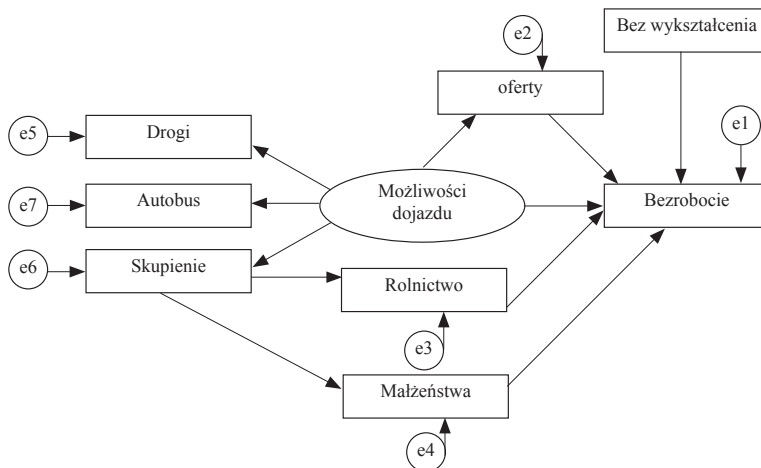 e2
Bez wykształcenia
oferty
e5
Drogi
e1
Możliwości
dojazdu
e7
Autobus
Bezrobocie
e6
Skupienie
Rolnictwo
e3
Małżeństwa
e4